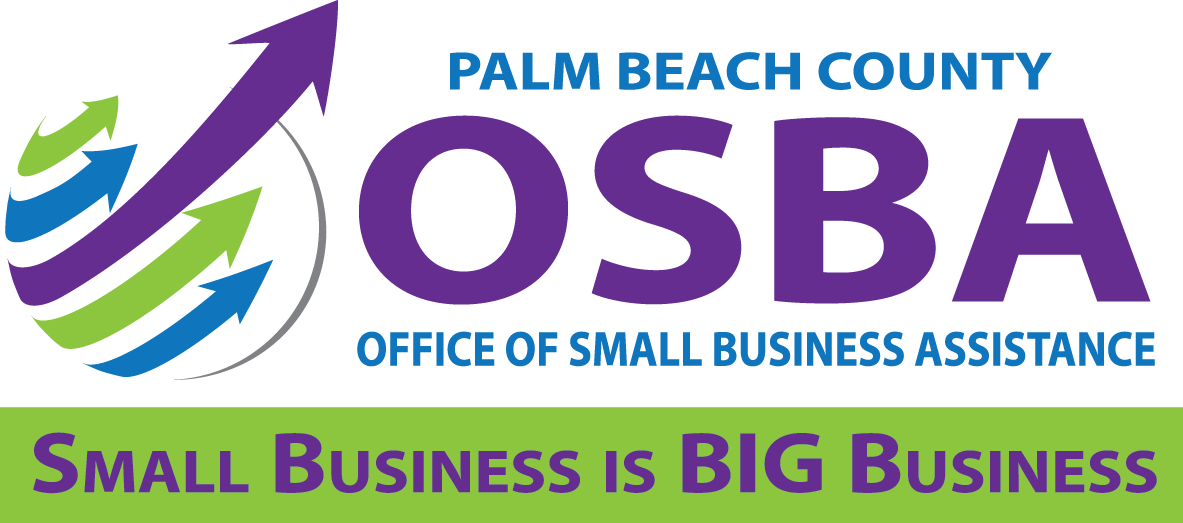 PALM BEACH COUNTY
OSBA
OFFICE OF SMALL BUSINESS ASSISTANCE
SMALL BUSINESS IS BIG BUSINESS